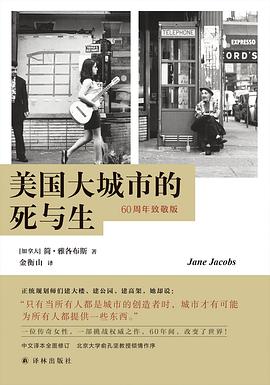 TELEPHONE
EXPRESSO
ORD'S
美国大城市的
死与生
60周年致敬版
[加拿大] 简·雅各布斯 著
金衡山 译
Jane Jacobs
正统规划师们建大楼、建公园、建高架，她却说：
“只有当所有人都是城市的创造者时，城市才有可能
为所有人都提供一些东西。”
一位传奇女性，一部挑战权威之作，60年间，改变了世界！
中文译本全面修订 北京大学俞孔坚教授倾情作序
译林出版社